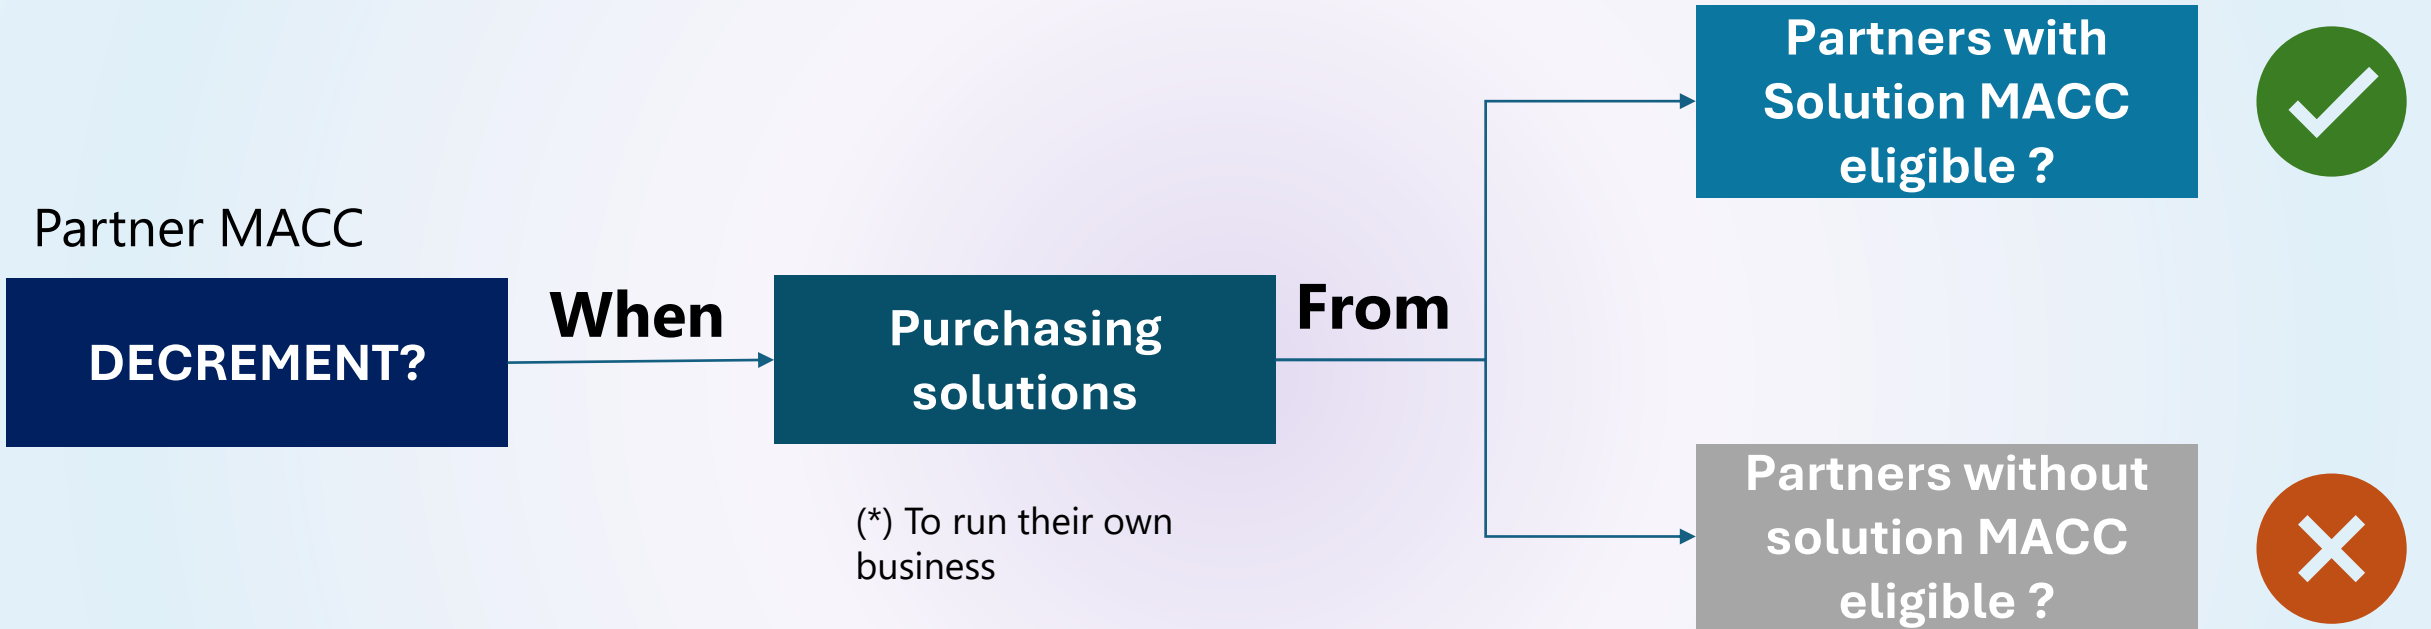 Partner MACC
DECREMENT?
When
Purchasing
solutions
(*) To run their own
business
From
Partners with
Solution MACC
eligible ?
Partners without
solution MACC
eligible ?